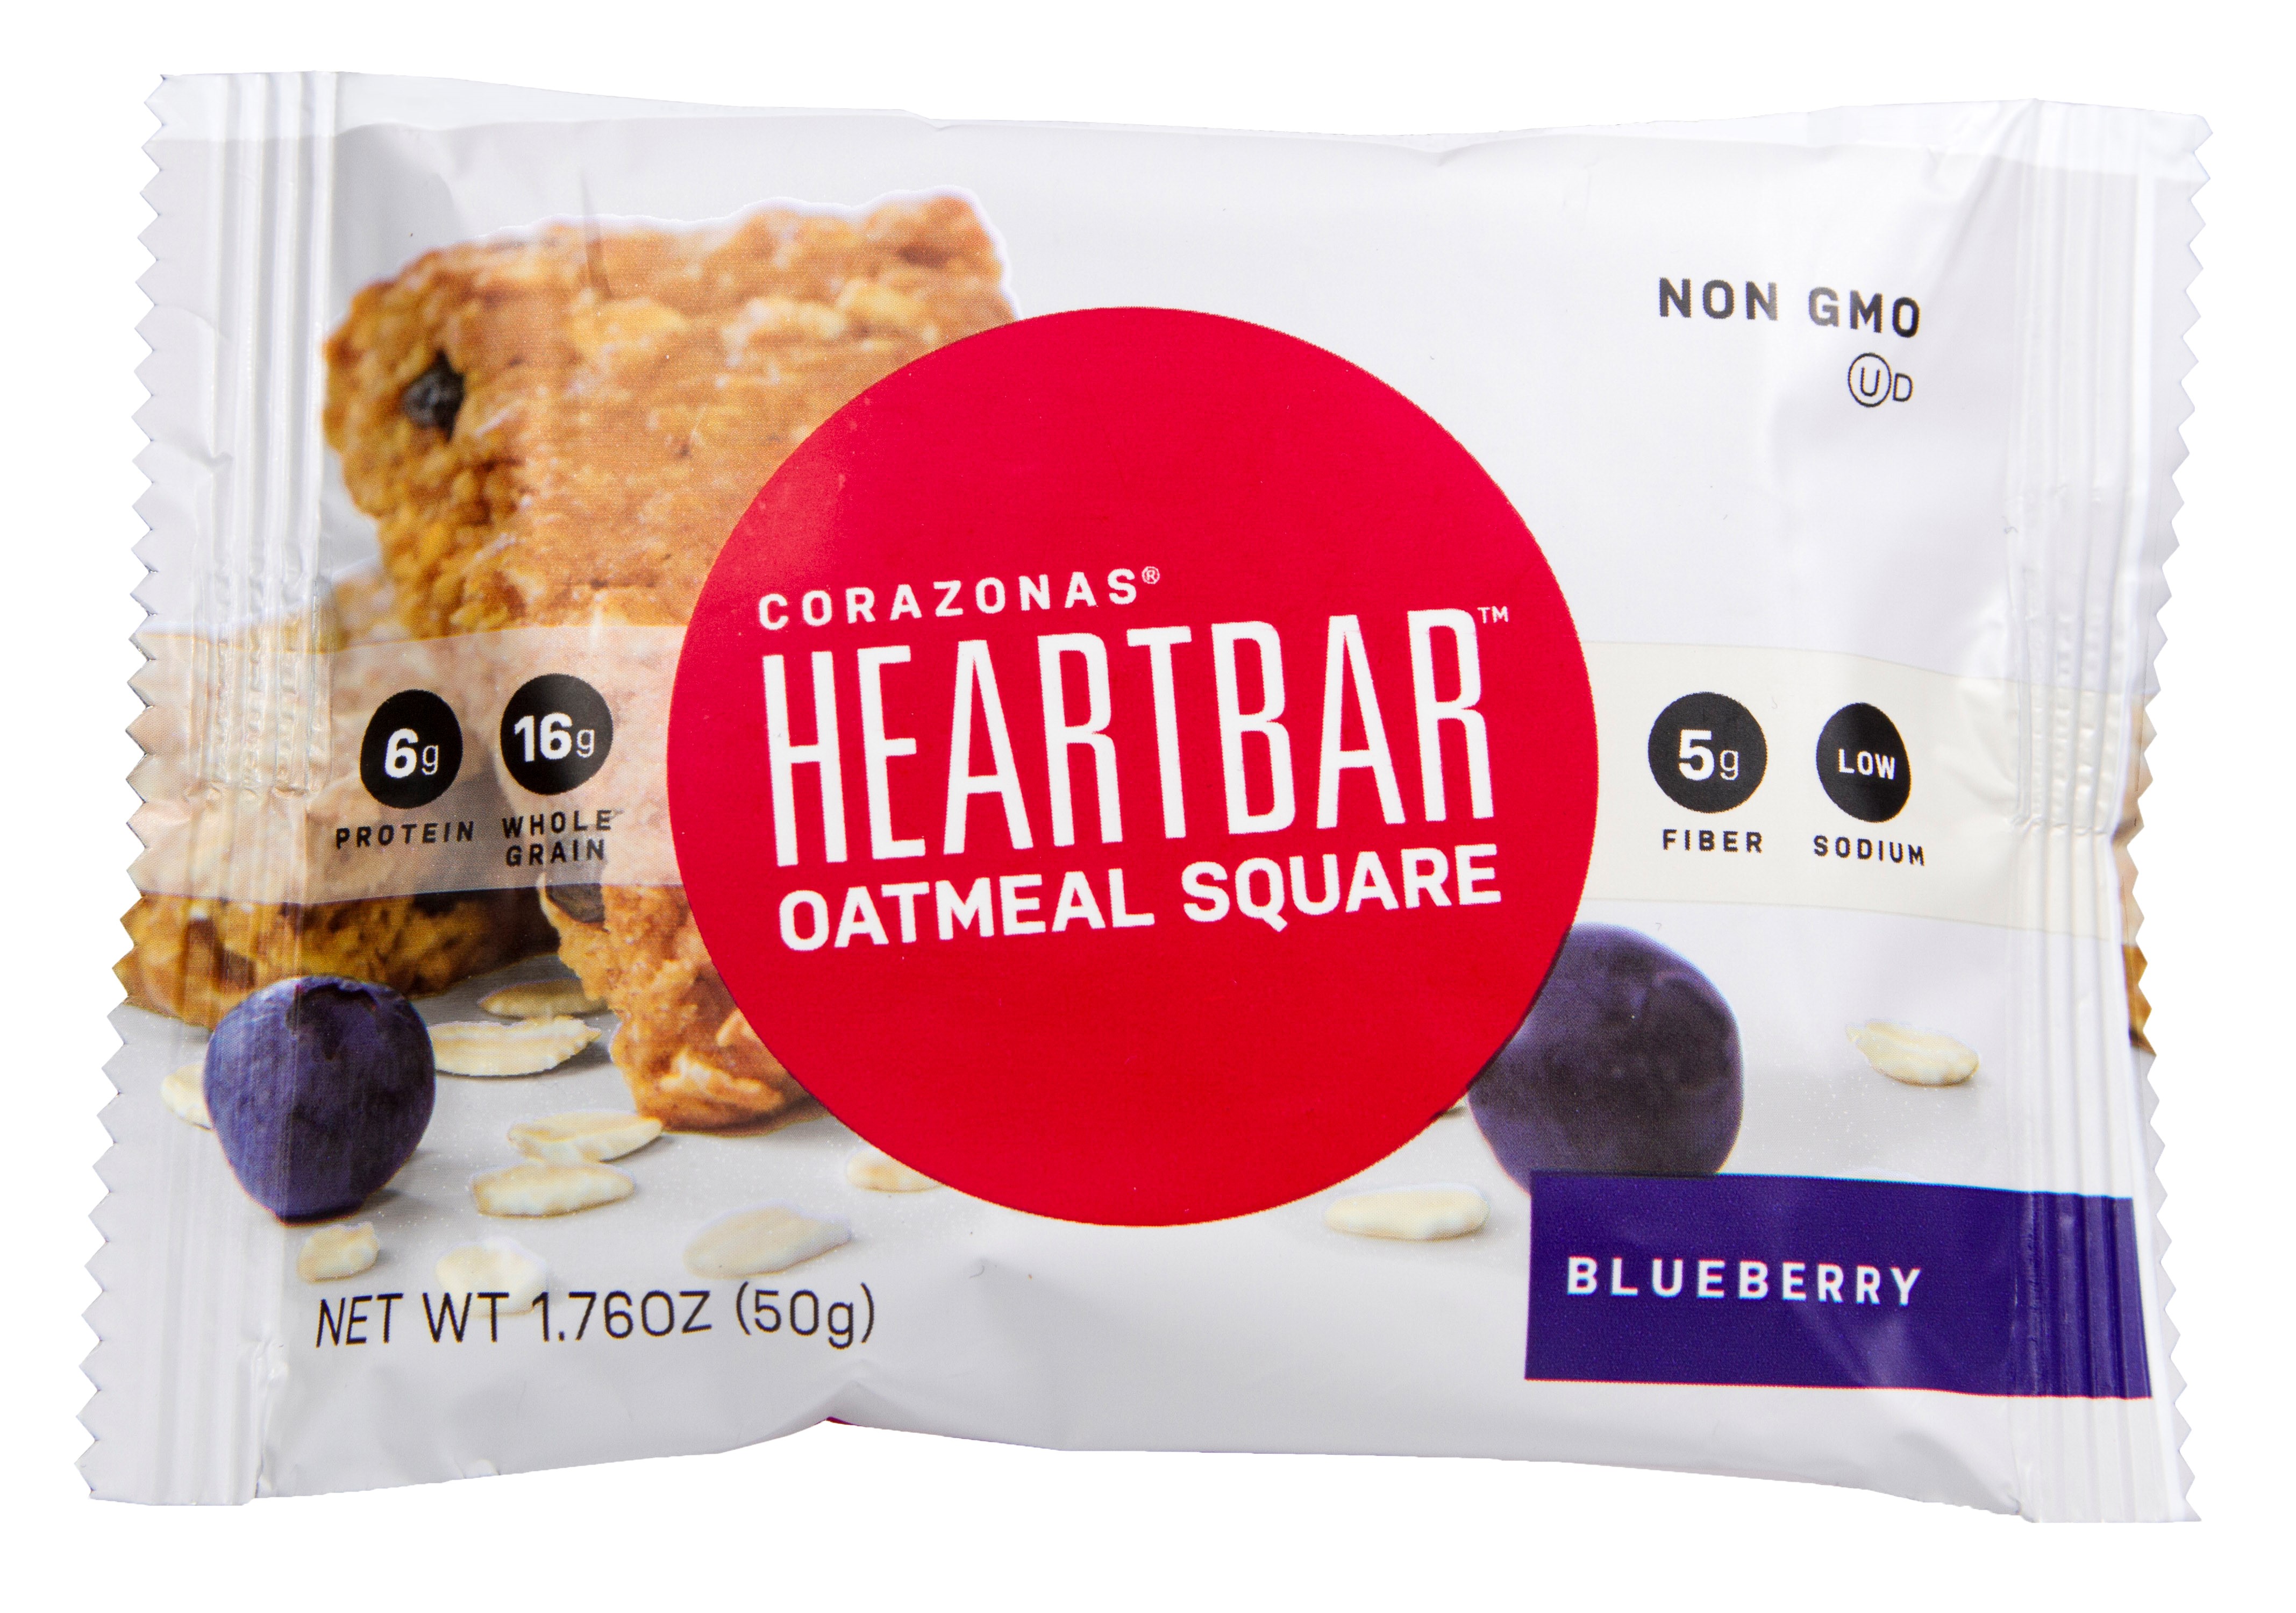 NON GMO
UD
CORAZONAS®
HEARTBAR™
OATMEAL SQUARE
6g
PROTEIN
16g
WHOLE
GRAIN
5g
FIBER
LOW
SODIUM
BLUEBERRY
NET WT 1.76OZ (50g)